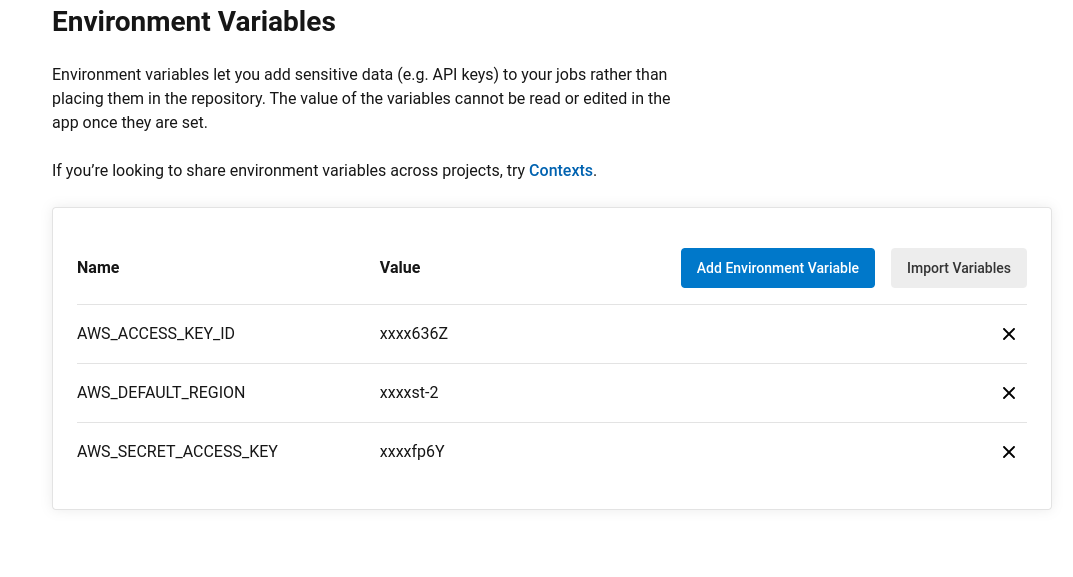 Environment Variables
Environment variables let you add sensitive data (e.g. API keys) to your jobs rather than
placing them in the repository. The value of the variables cannot be read or edited in the
app once they are set.
If you’re looking to share environment variables across projects, try Contexts.
Name Value Add Environment Variable Import Variables
AWS_ACCESS_KEY_ID xxxx636Z
AWS_DEFAULT_REGION xxxxst-2
AWS_SECRET_ACCESS_KEY xxxxfp6Y